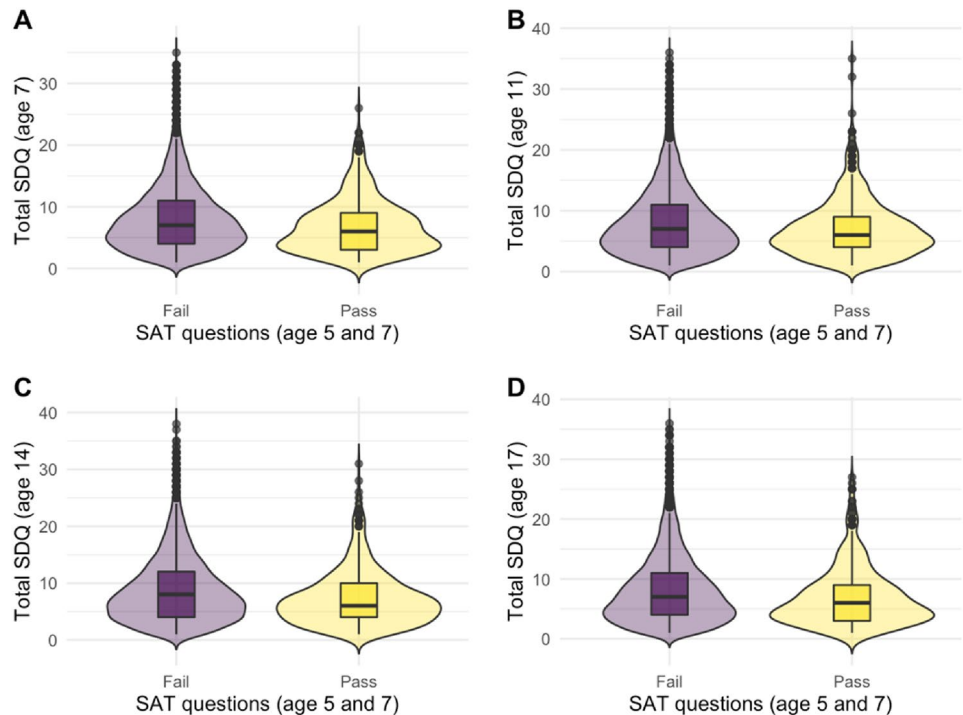 A
Total SDQ (age 7)
30
20
10
0
Fail
Pass
SAT questions (age 5 and 7)
B
Total SDQ (age 11)
40
30
20
10
0
Fail
Pass
SAT questions (age 5 and 7)
C
Total SDQ (age 14)
40
30
20
10
0
Fail
Pass
SAT questions (age 5 and 7)
D
Total SDQ (age 17)
40
30
20
10
0
Fail
Pass
SAT questions (age 5 and 7)